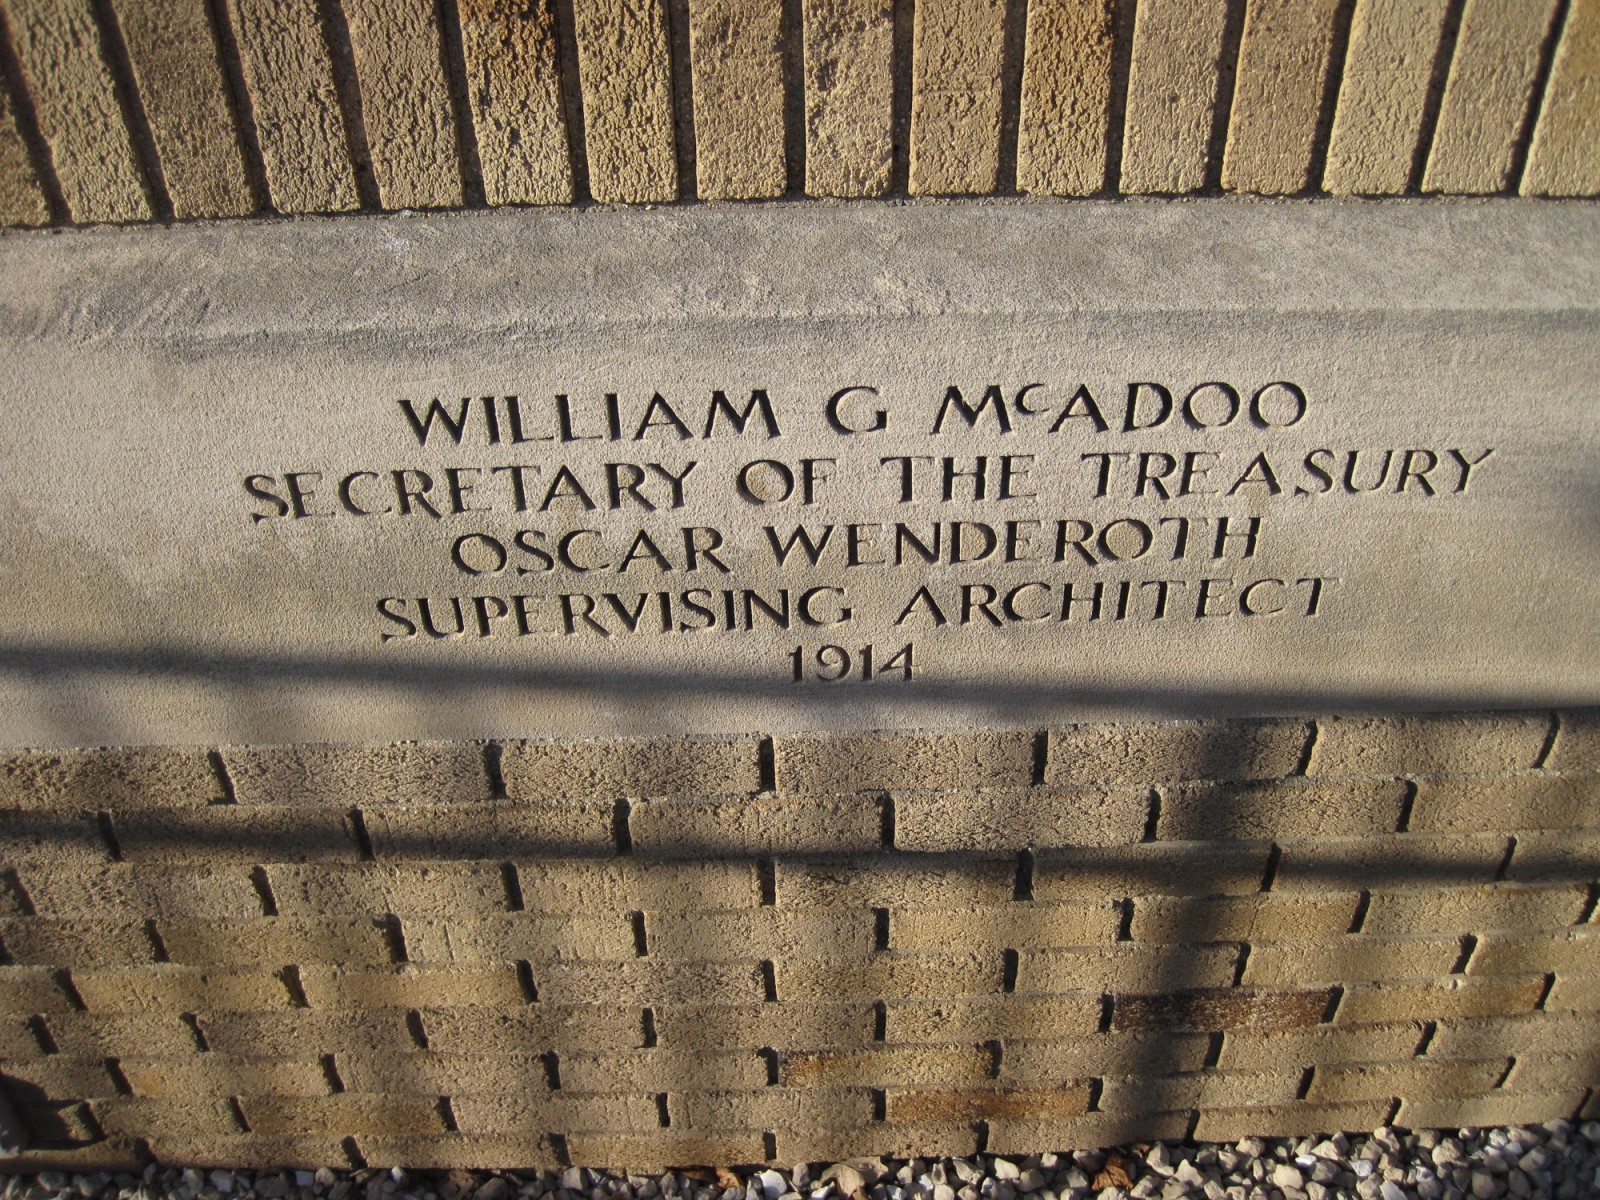 WILLIAM G McADOO
SECRETARY OF THE TREASURY
OSCAR WENDEROTH
SUPERVISING ARCHITECT
1914